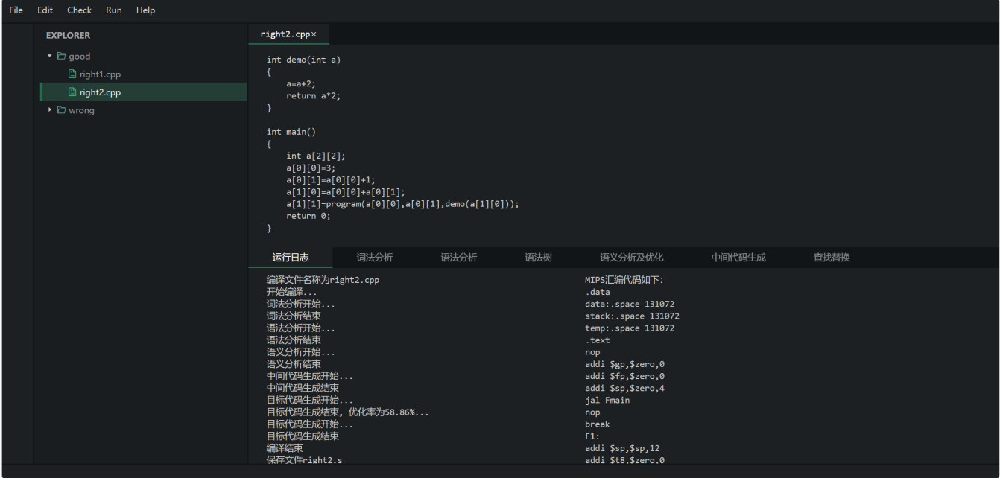 File Edit Check Run Help
EXPLORER
good
right1.cpp
right2.cpp
wrong
right2.cpp×
int demo(int a)
{
    a=a+2;
    return a*2;
}
int main()
{
    int a[2][2];
    a[0][0]=3;
    a[0][1]=a[0][0]+1;
    a[1][0]=a[0][0]+a[0][1];
    a[1][1]=program(a[0][0],a[0][1],demo(a[1][0]));
    return 0;
}
运行日志 词法分析 语法分析 语法树 语义分析及优化 中间代码生成 查找替换
编译文件名称为right2.cpp
开始编译...
词法分析开始...
词法分析结束
语法分析开始...
语法分析结束
语义分析开始...
语义分析结束
中间代码生成开始...
中间代码生成结束
目标代码生成开始...
目标代码生成结束, 优化率为58.86%...
目标代码生成开始...
目标代码生成结束
编译结束
保存文件right2.s
MIPS汇编代码如下:
.data
data:.space 131072
stack:.space 131072
temp:.space 131072
.text
nop
addi $gp,$zero,0
addi $fp,$zero,0
addi $sp,$zero,4
jal Fmain
nop
break
F1:
addi $sp,$sp,12
addi $t8,$zero,0